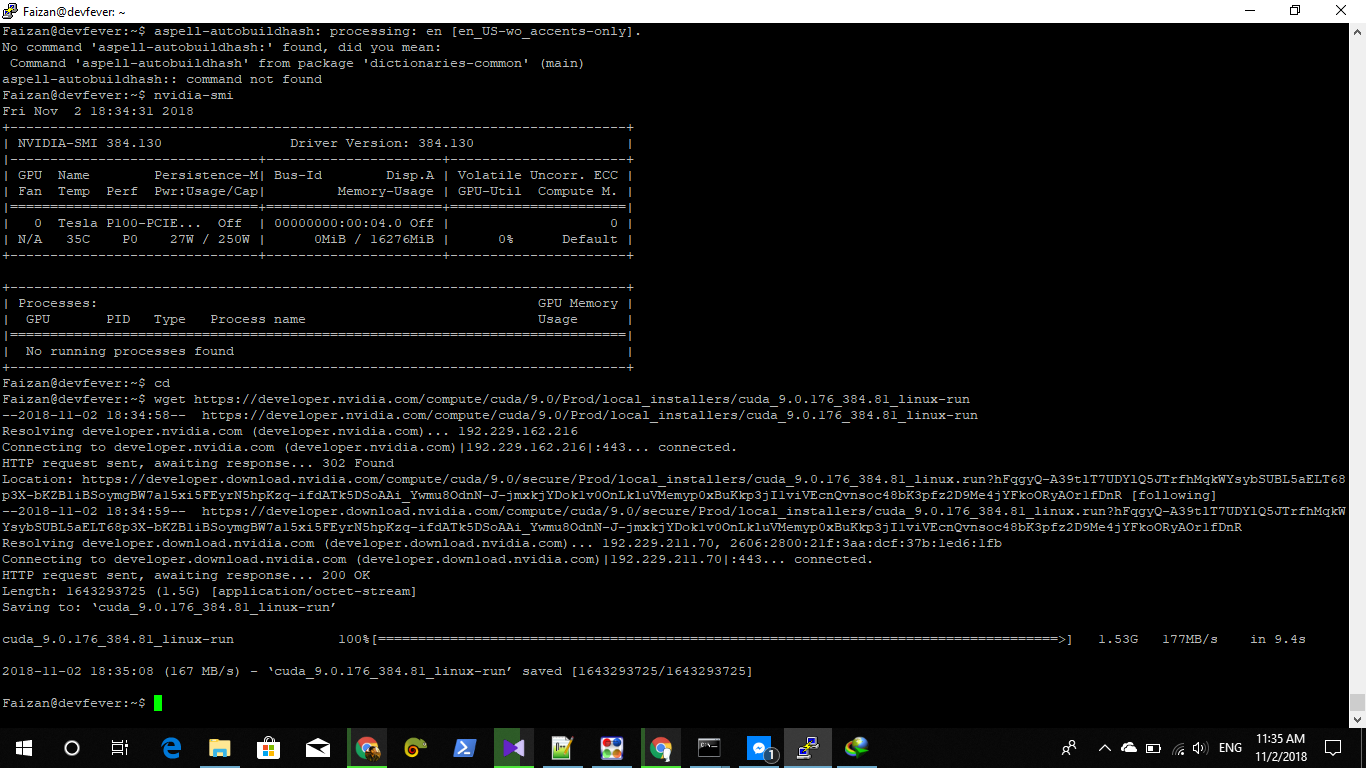 Faizan@devfever: ~
Faizan@devfever:~$ aspell-autobuildhash: processing: en [en_US-wo_accents-only].
No command 'aspell-autobuildhash:' found, did you mean:
 Command 'aspell-autobuildhash' from package 'dictionaries-common' (main)
aspell-autobuildhash:: command not found
Faizan@devfever:~$ nvidia-smi
Fri Nov  2 18:34:31 2018
+-----------------------------------------------------------------------------+
| NVIDIA-SMI 384.130                Driver Version: 384.130                   |
|-------------------------------+----------------------+----------------------+
| GPU  Name        Persistence-M| Bus-Id        Disp.A | Volatile Uncorr. ECC |
| Fan  Temp  Perf  Pwr:Usage/Cap|         Memory-Usage | GPU-Util  Compute M. |
|===============================+======================+======================|
|   0  Tesla P100-PCIE...  Off  | 00000000:00:04.0 Off |                    0 |
| N/A   35C    P0    27W / 250W |      0MiB / 16276MiB |      0%      Default |
+-------------------------------+----------------------+----------------------+
+-----------------------------------------------------------------------------+
| Processes:                                                       GPU Memory |
|  GPU       PID   Type   Process name                             Usage      |
|=============================================================================|
|  No running processes found                                                 |
+-----------------------------------------------------------------------------+
Faizan@devfever:~$ cd
Faizan@devfever:~$ wget https://developer.nvidia.com/compute/cuda/9.0/Prod/local_installers/cuda_9.0.176_384.81_linux-run
--2018-11-02 18:34:58--  https://developer.nvidia.com/compute/cuda/9.0/Prod/local_installers/cuda_9.0.176_384.81_linux-run
Resolving developer.nvidia.com (developer.nvidia.com)... 192.229.162.216
Connecting to developer.nvidia.com (developer.nvidia.com)|192.229.162.216|:443... connected.
HTTP request sent, awaiting response... 302 Found
Location: https://developer.download.nvidia.com/compute/cuda/9.0/secure/Prod/local_installers/cuda_9.0.176_384.81_linux.run?hFqgyQ-A39tlT7UDYlQ5JTrfhMqkWYsybSUBL5aELT68
p3X-bKZBliBSoymgBW7a15xi5FEyrN5hpKzq-ifdATk5DSoAAi_Ywmu8OdnN-J-jmxkjYDoklv0OnLkluVMemyp0xBuKkp3jIlviVEcnQvnsoc48bK3pfz2D9Me4jYFkoORyAOrlfDnR [following]
--2018-11-02 18:34:59--  https://developer.download.nvidia.com/compute/cuda/9.0/secure/Prod/local_installers/cuda_9.0.176_384.81_linux.run?hFqgyQ-A39tlT7UDYlQ5JTrfhMqkW
YsybSUBL5aELT68p3X-bKZBliBSoymgBW7a15xi5FEyrN5hpKzq-ifdATk5DSoAAi_Ywmu8OdnN-J-jmxkjYDoklv0OnLkluVMemyp0xBuKkp3jIlviVEcnQvnsoc48bK3pfz2D9Me4jYFkoORyAOrlfDnR
Resolving developer.download.nvidia.com (developer.download.nvidia.com)... 192.229.211.70, 2606:2800:21f:3aa:dcf:37b:1ed6:1fb
Connecting to developer.download.nvidia.com (developer.download.nvidia.com)|192.229.211.70|:443... connected.
HTTP request sent, awaiting response... 200 OK
Length: 1643293725 (1.5G) [application/octet-stream]
Saving to: ‘cuda_9.0.176_384.81_linux-run’
cuda_9.0.176_384.81_linux-run             100%[=====================================================================================>]   1.53G   177MB/s    in 9.4s
2018-11-02 18:35:08 (167 MB/s) - ‘cuda_9.0.176_384.81_linux-run’ saved [1643293725/1643293725]
Faizan@devfever:~$
1
ENG
11:35 AM
11/2/2018